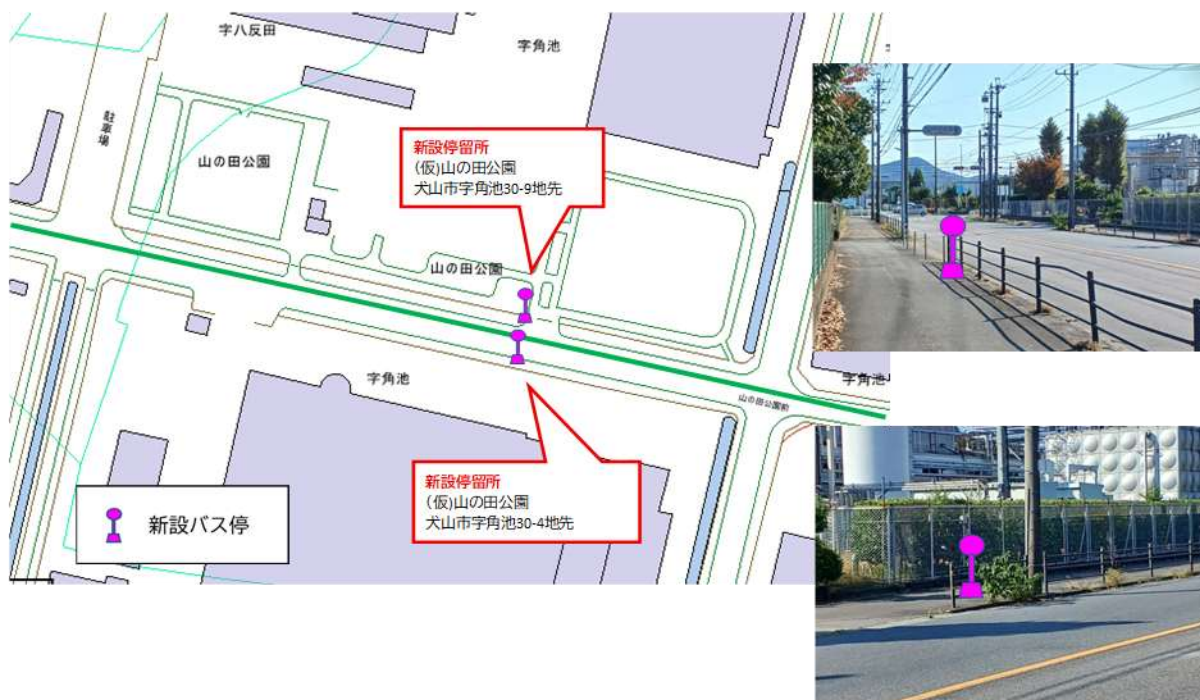 字八反田
字角池
駐車場
山の田公園
新設停留所
(仮)山の田公園
犬山市字角池30-9地先
山の田公園
字角池
字角池
山の田公園前
新設停留所
(仮)山の田公園
犬山市字角池30-4地先
新設バス停